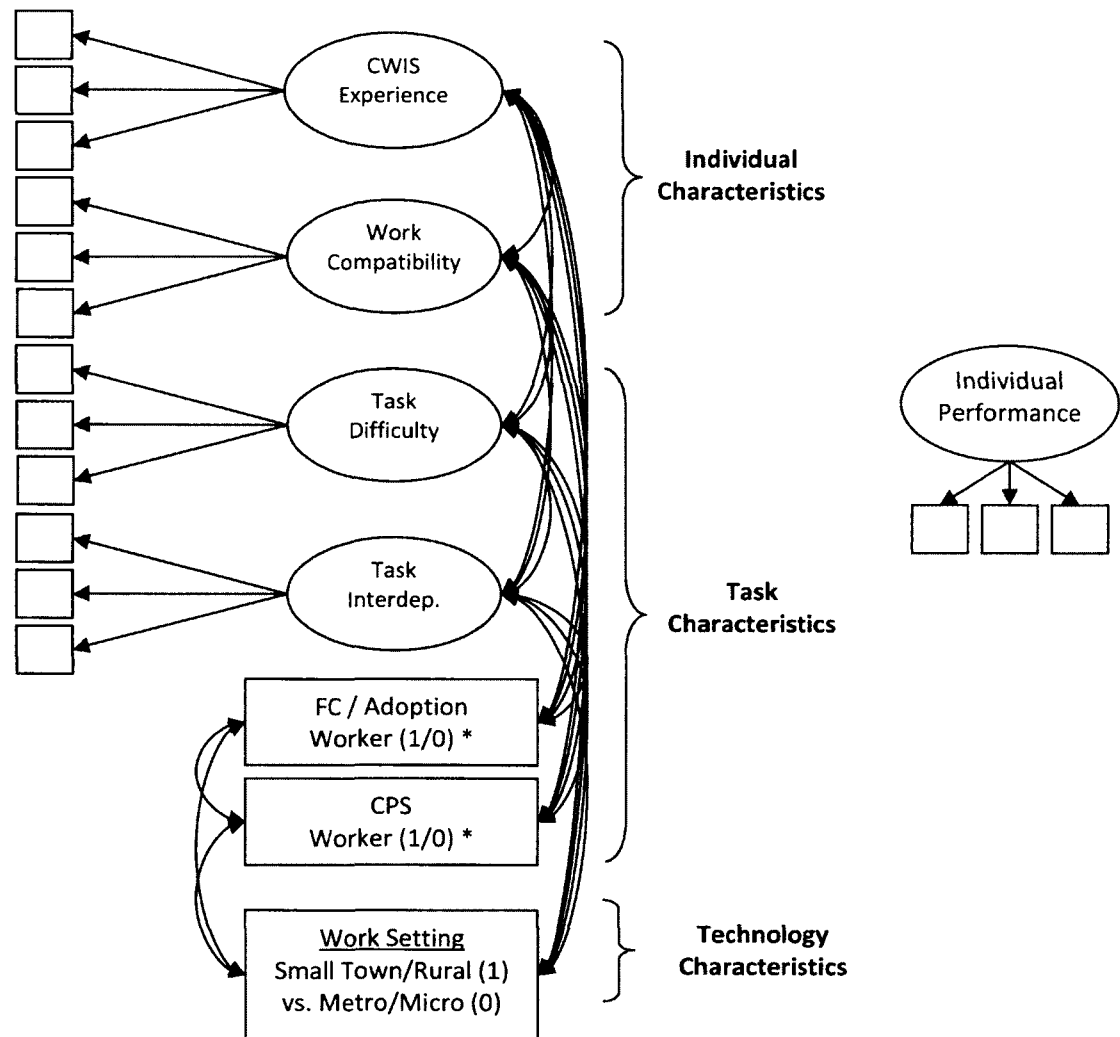 CWIS
Experience
Individual
Characteristics
Work
Compatibility
Task
Difficulty
Individual
Performance
Task
Interdep.
Task
Characteristics
FC / Adoption
Worker (1/0) *
CPS
Worker (1/0) *
Work Setting
Small Town/Rural (1)
vs. Metro/Micro (0)
Technology
Characteristics